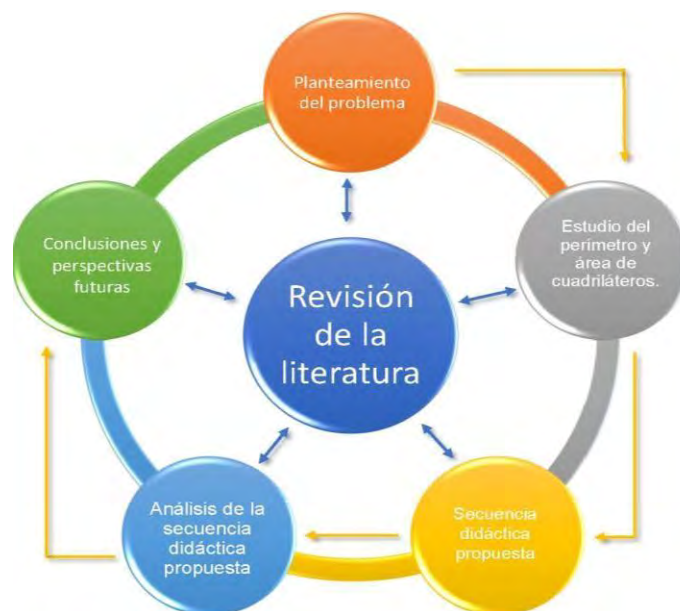 Planteamiento
del problema
Estudio del
perímetro y
área de
cuadriláteros.
Conclusiones y
perspectivas
futuras
Revisión
de la
literatura
Análisis de la
secuencia
didáctica
propuesta
Secuencia
didáctica
propuesta